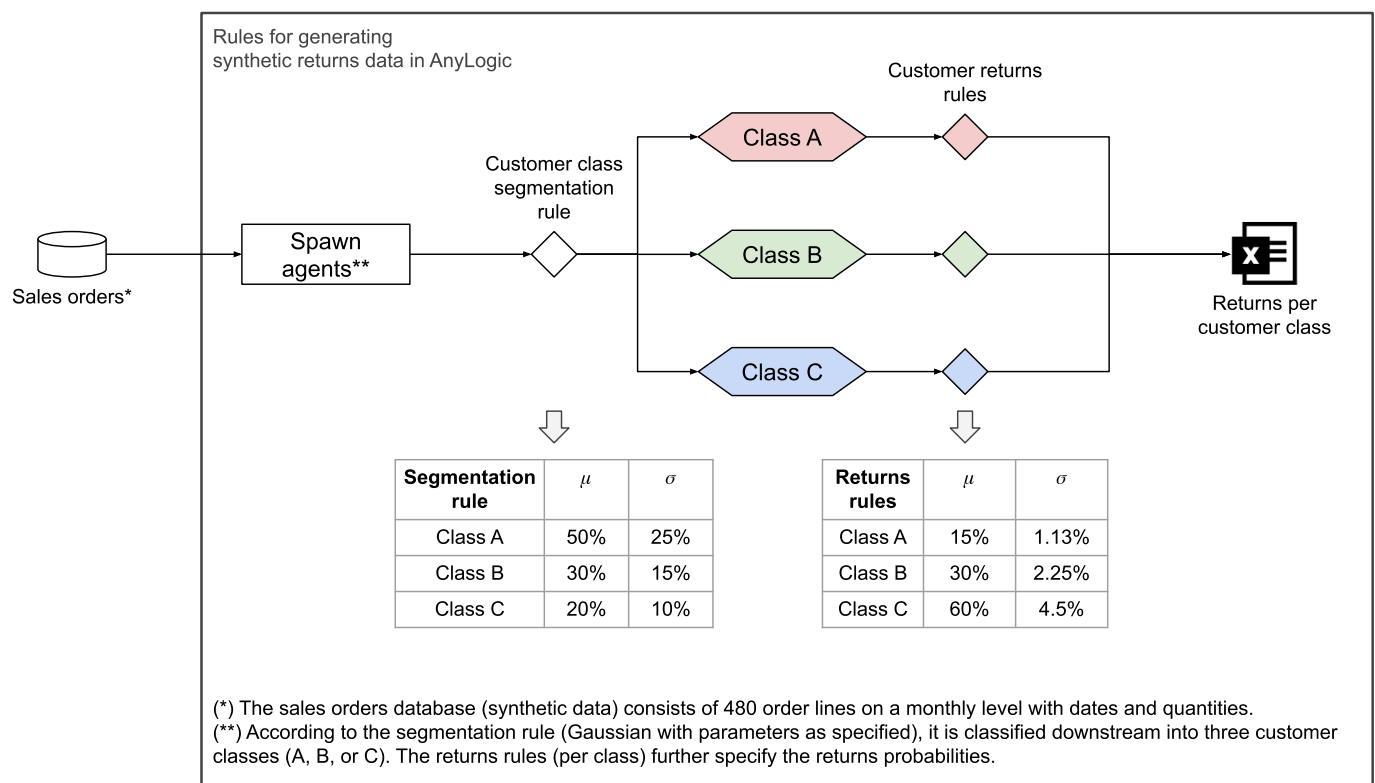 Rules for generating
synthetic returns data in AnyLogic
Customer returns
rules
Class A
Customer class
segmentation
rule
Spawn
agents**
Class B
X
Sales orders*
Returns per
customer class
Class C
Segmentation
rule
μ
σ
Class A
50%
25%
Class B
30%
15%
Class C
20%
10%
Returns
rules
μ
σ
Class A
15%
1.13%
Class B
30%
2.25%
Class C
60%
4.5%
(*) The sales orders database (synthetic data) consists of 480 order lines on a monthly level with dates and quantities.
(**) According to the segmentation rule (Gaussian with parameters as specified), it is classified downstream into three customer
classes (A, B, or C). The returns rules (per class) further specify the returns probabilities.